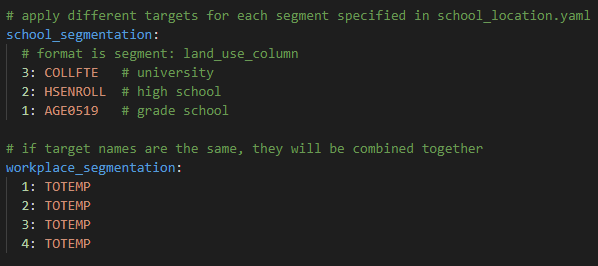 # apply different targets for each segment specified in school_location.yaml
school_segmentation:
  # format is segment: land_use_column
  3: COLLFTE   # university
  2: HSENROLL  # high school
  1: AGE0519   # grade school

# if target names are the same, they will be combined together
workplace_segmentation:
  1: TOTEMP
  2: TOTEMP
  3: TOTEMP
  4: TOTEMP